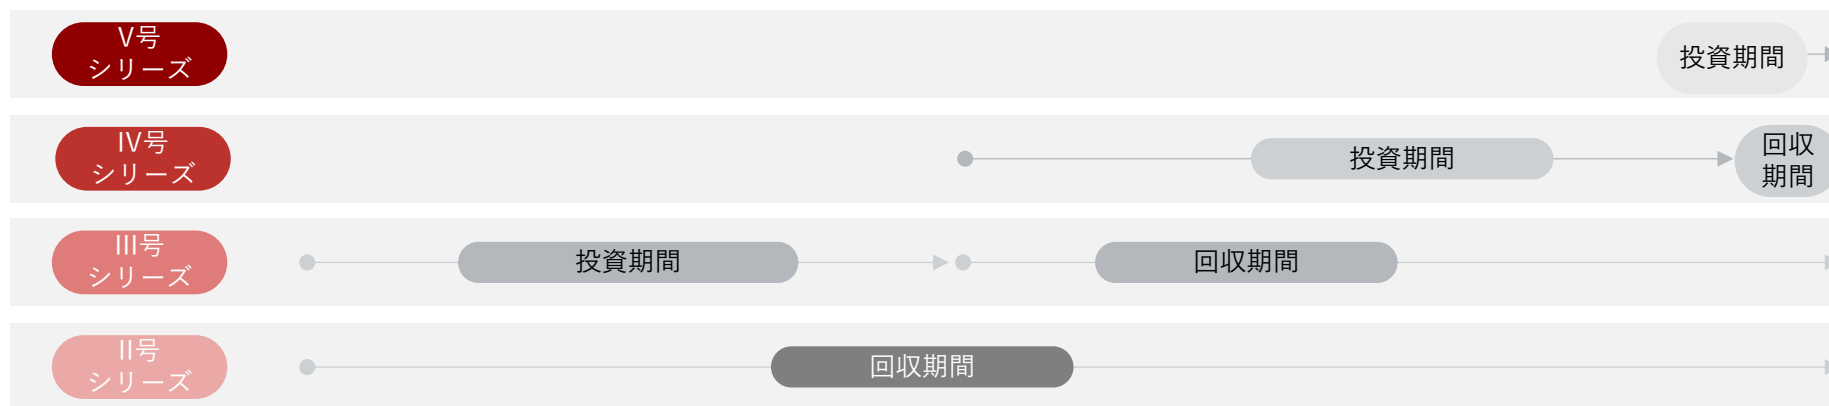 V号
シリーズ
投資期間
IV号
シリーズ
投資期間
回収
期間
III号
シリーズ
投資期間
回収期間
II号
シリーズ
回収期間